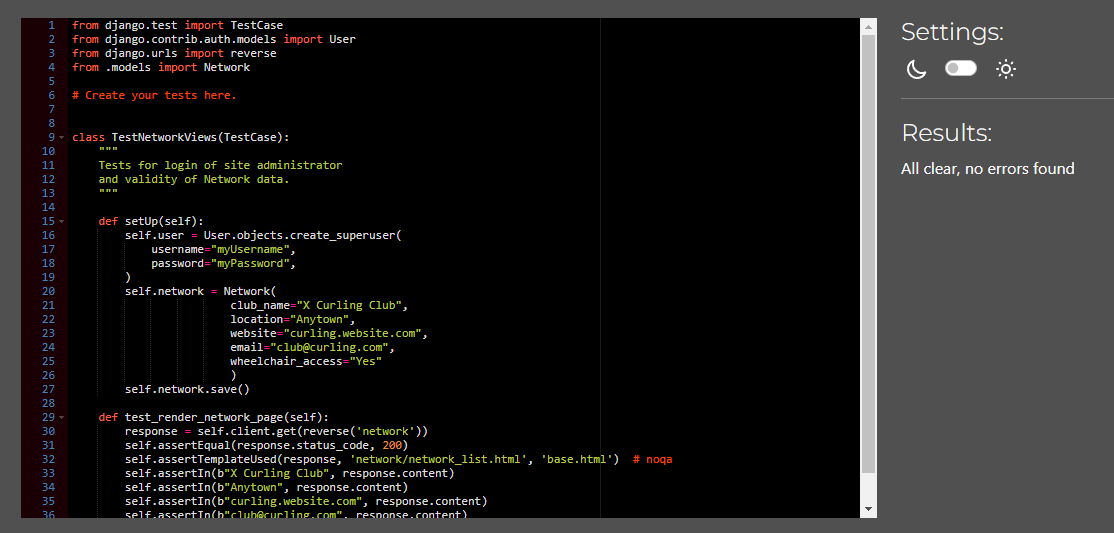 1 from django.test import TestCase
2 from django.contrib.auth.models import User
3 from django.urls import reverse
4 from .models import Network
5
6 # Create your tests here.
7
8
9 class TestNetworkViews(TestCase):
10     """
11     Tests for login of site administrator
12     and validity of Network data.
13     """
14
15     def setUp(self):
16         self.user = User.objects.create_superuser(
17             username="myUsername",
18             password="myPassword",
19         )
20         self.network = Network(
21                         club_name="X Curling Club",
22                         location="Anytown",
23                         website="curling.website.com",
24                         email="club@curling.com",
25                         wheelchair_access="Yes"
26                         )
27         self.network.save()
28
29     def test_render_network_page(self):
30         response = self.client.get(reverse('network'))
31         self.assertEqual(response.status_code, 200)
32         self.assertTemplateUsed(response, 'network/network_list.html', 'base.html')  # noqa
33         self.assertIn(b"X Curling Club", response.content)
34         self.assertIn(b"Anytown", response.content)
35         self.assertIn(b"curling.website.com", response.content)
36         self.assertIn(b"club@curling.com", response.content)
Settings:
Results:
All clear, no errors found